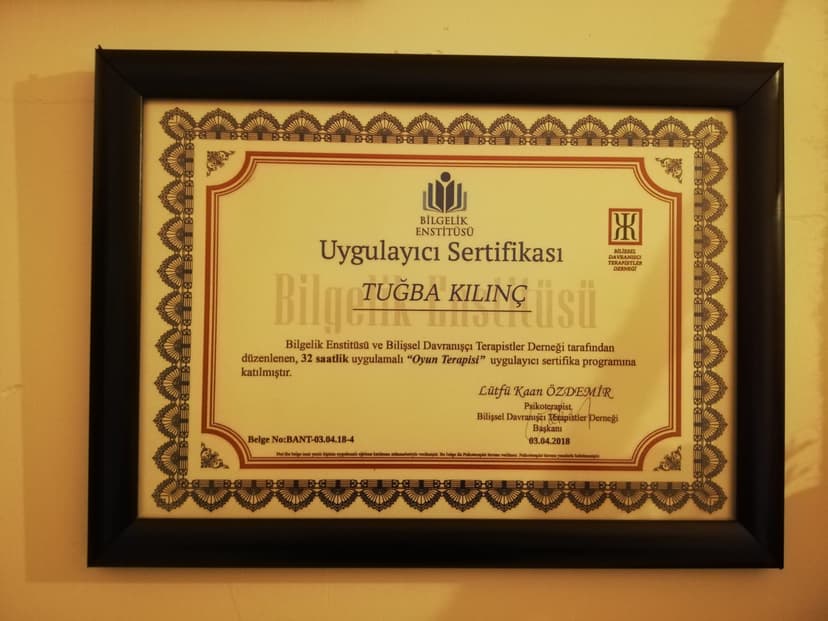 BİLGELİK
ENSTİTÜSÜ
Uygulayıcı Sertifikası
BİLİŞSEL
DAVRANIŞÇI
TERAPİSTLER
DERNEĞİ
Bilgelik Enstitüsü
TUĞBA KILINÇ
Bilgelik Enstitüsü ve Bilişsel Davranışçı Terapistler Derneği tarafından
düzenlenen, 32 saatlik uygulamalı "Oyun Terapisi" uygulayıcı sertifika programına
katılmıştır.
Lütfü Kaan ÖZDEMİR
Psikoterapist
Bilişsel Davranışçı Terapistler Derneği
Başkanı
03.04.2018
Belge No:BANT-03.04.18-4